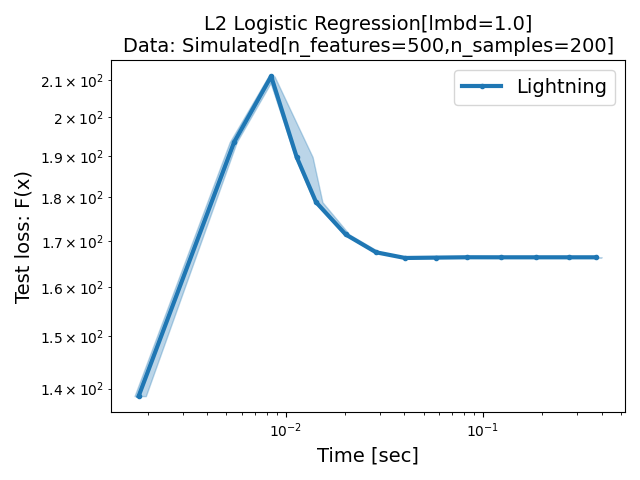 L2 Logistic Regression[lmbd=1.0]
Data: Simulated[n_features=500,n_samples=200]
Lightning
Test loss: F(x)
2.1 × 10²
2 × 10²
1.9 × 10²
1.8 × 10²
1.7 × 10²
1.6 × 10²
1.5 × 10²
1.4 × 10²
10⁻² 10⁻¹
Time [sec]